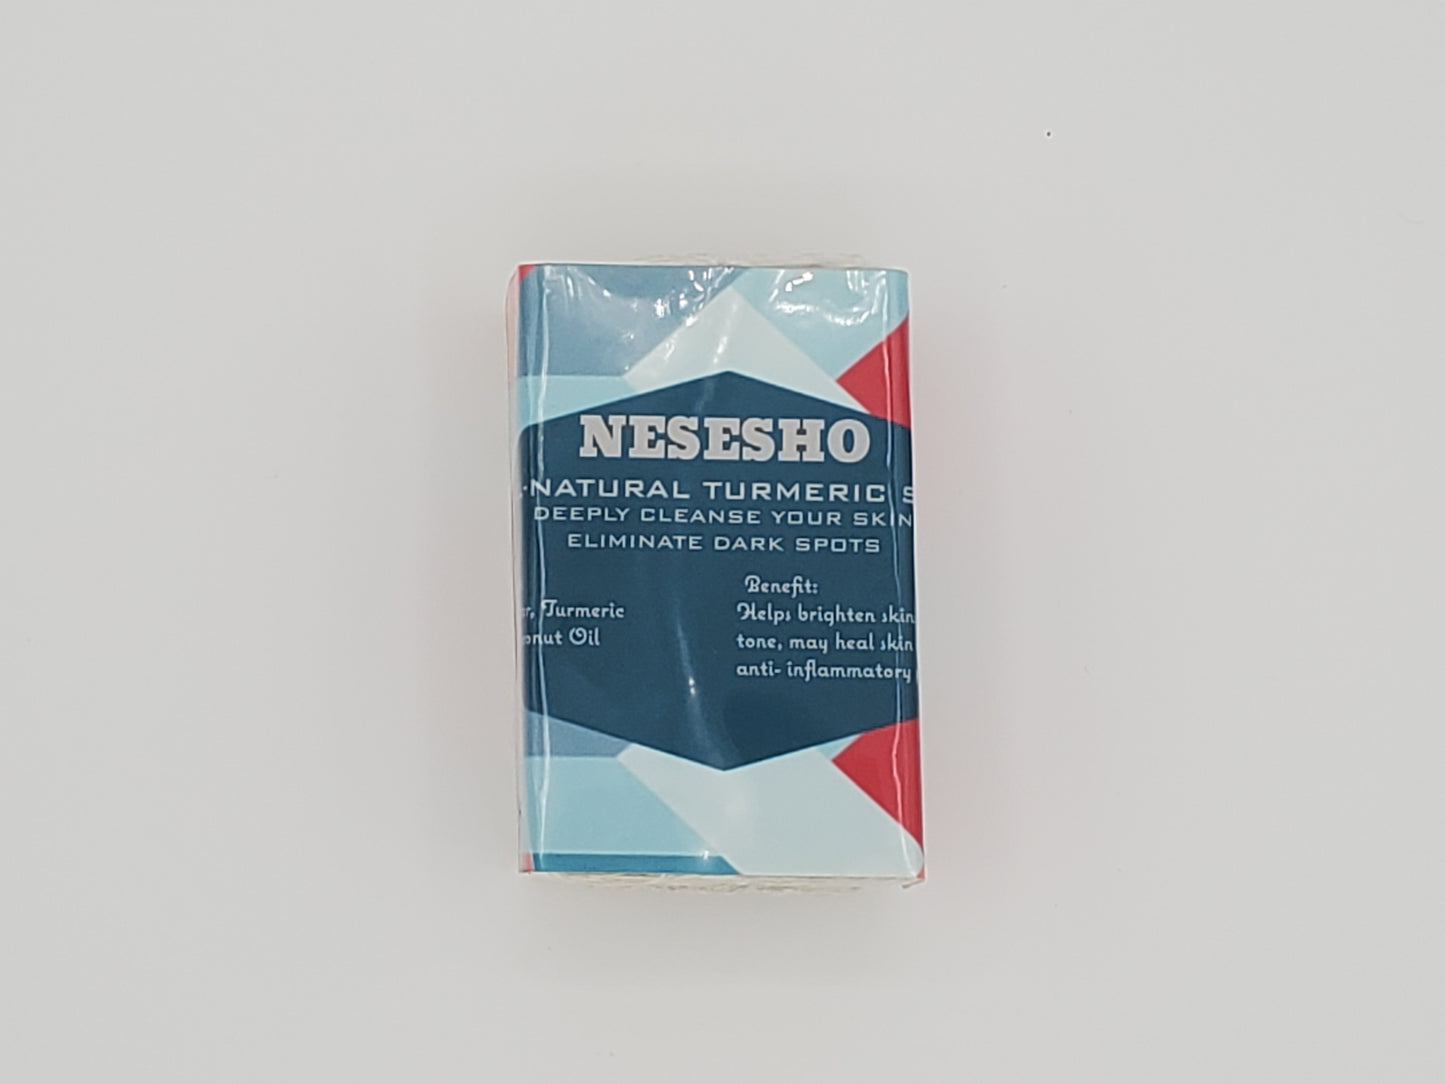 NESESHO
-NATURAL TURMERIC S
DEEPLY CLEANSE YOUR SKIN
ELIMINATE DARK SPOTS
Benefit:
Turmeric
Helps brighten skin
Oil
tone, may heal skin
anti- inflammatory